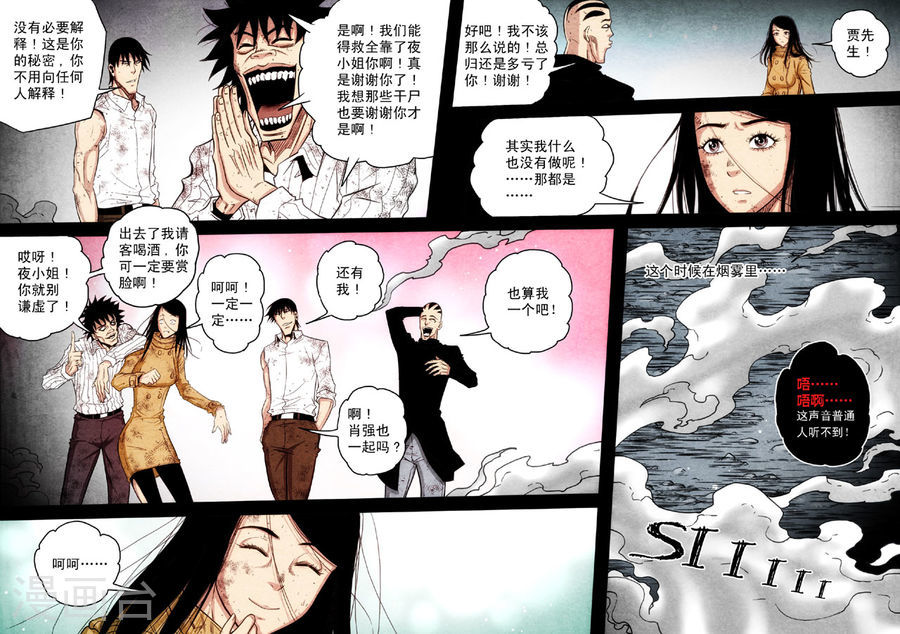 没有必要解
释！这是你
的秘密，你
不用向任何
人解释！
是啊！我们能
得救全靠了夜
小姐你啊！真
是谢谢你了！
我想那些干尸
也要谢谢你才
是啊！
好吧！我不该
那么说的！总
归还是多亏了
你！谢谢！
贾先
生！
其实我什么
也没有做呢！
……那都是
……
哎呀！
夜小姐！
你就别
谦虚了！
出去了我请
客喝酒，你
可一定要赏
脸啊！
呵呵！
一定一
定……
还有
我！
也算我
一个吧！
啊！
肖强也
一起吗？
这个时候在烟雾里……
唔……
唔啊……
这声音普通
人听不到！
SIIIIII
呵呵……
漫画台